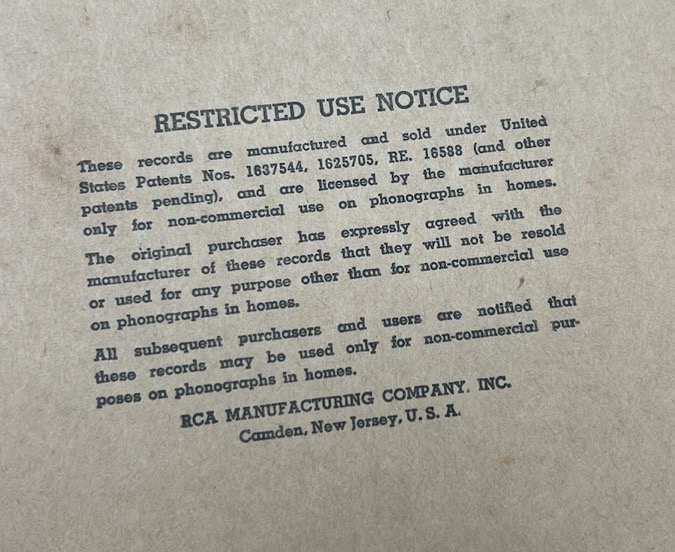 RESTRICTED USE NOTICE
These records are manufactured and sold under United
States Patents Nos. 1637544, 1625705, RE. 16588 (and other
patents pending), and are licensed by the manufacturer
only for non-commercial use on phonographs in homes.
The original purchaser has expressly agreed with the
manufacturer of these records that they will not be resold
or used for any purpose other than for non-commercial use
on phonographs in homes.
All subsequent purchasers and users are notified that
these records may be used only for non-commercial pur-
poses on phonographs in homes.
RCA MANUFACTURING COMPANY, INC.
Camden, New Jersey, U. S. A.